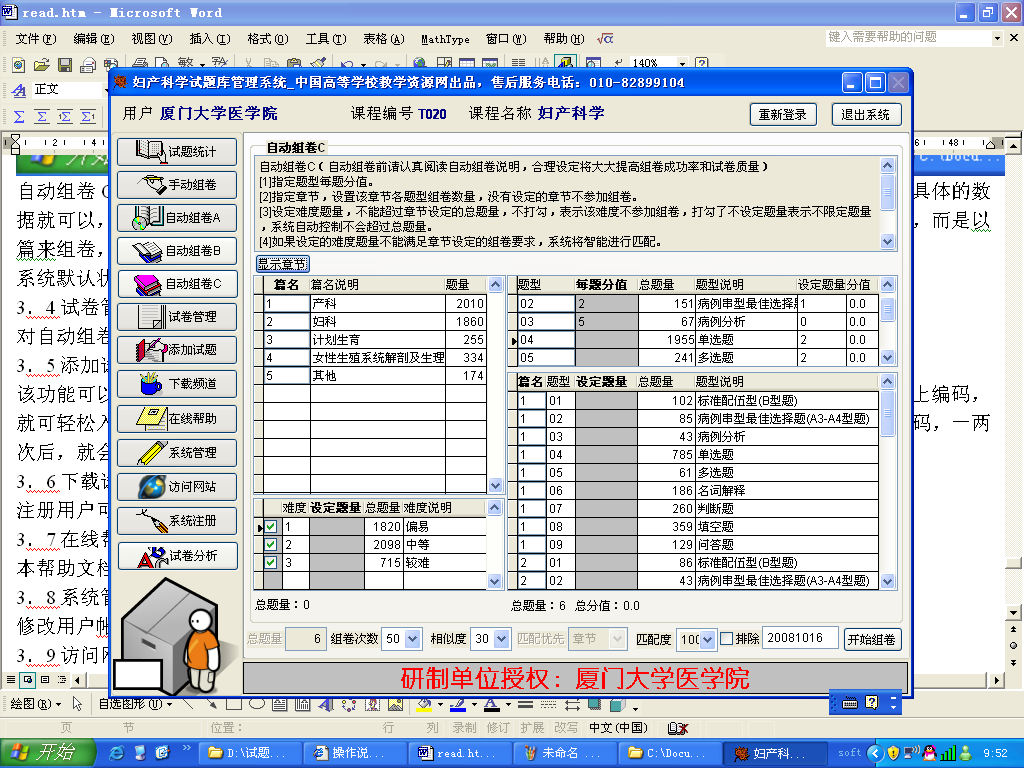 read.htm - Microsoft Word
文件(F) 编辑(E) 视图(V) 插入(I) 格式(O) 工具(T) 表格(A) MathType 窗口(W) 帮助(H) √α 键入需要帮助的问题
140%
正文
妇产科学试题库管理系统_中国高等学校教学资源网出品，售后服务电话：010-82899104
用户 厦门大学医学院 课程编号 T020 课程名称 妇产科学 重新登录 退出系统
试题统计
手动组卷
自动组卷A
自动组卷B
自动组卷C
试卷管理
添加试题
下载频道
在线帮助
系统管理
访问网站
系统注册
试卷分析
自动组卷C
自动组卷C（自动组卷前请认真阅读自动组卷说明，合理设定将大大提高组卷成功率和试卷质量）
[1]指定题型每题分值。
[2]指定章节，设置该章节各题型组卷数量，没有设定的章节不参加组卷。
[3]设定难度题量，不能超过章节设定的总题量，不打勾，表示该难度不参加组卷，打勾了不设定题量表示不限定题量
，系统自动控制不会超过总题量。
[4]如果设定的难度题量不能满足章节设定的组卷要求，系统将智能进行匹配。
显示章节
篇名 篇名说明 题量
1 产科 2010
2 妇科 1860
3 计划生育 255
4 女性生殖系统解剖及生理 334
5 其他 174
题型 每题分值 总题量 题型说明 设定题量 分值
02 2 151 病例串型最佳选择 1 0.0
03 5 67 病例分析 0 0.0
04 1955 单选题 2 0.0
05 241 多选题 2 0.0
篇名 题型 设定题量 总题量 题型说明
1 01 102 标准配伍型(B型题)
1 02 85 病例串型最佳选择题(A3-A4型题)
1 03 43 病例分析
1 04 785 单选题
1 05 61 多选题
1 06 186 名词解释
1 07 260 判断题
1 08 359 填空题
1 09 129 问答题
2 01 86 标准配伍型(B型题)
2 02 43 病例串型最佳选择题(A3-A4型题)
难度 设定题量 总题量 难度说明
1 1820 偏易
2 2098 中等
3 715 较难
总题量：0 总题量：6 总分值：0.0
总题量 6 组卷次数 50 相似度 30 匹配优先 章节 匹配度 100 排除 20081016 开始组卷
研制单位授权：厦门大学医学院
自动组卷 C 具体的数
据就可以， ，而是以
篇来组卷，
系统默认状
3．4 试卷管
对自动组卷
3．5 添加试
该功能可以 上编码，
就可轻松入 码，一两
次后，就会
3．6 下载试
注册用户可
3．7 在线帮
本帮助文档
3．8 系统管
修改用户帐
3．9 访问网
绘图(R) 自选图形(U)
页 节 位置： 行 列 录制 修订 扩展 改写 中文(中国)
开始 D:\试题... 操作说... read.ht... 未命名 ... C:\Docu... 妇产科... soft 9:52